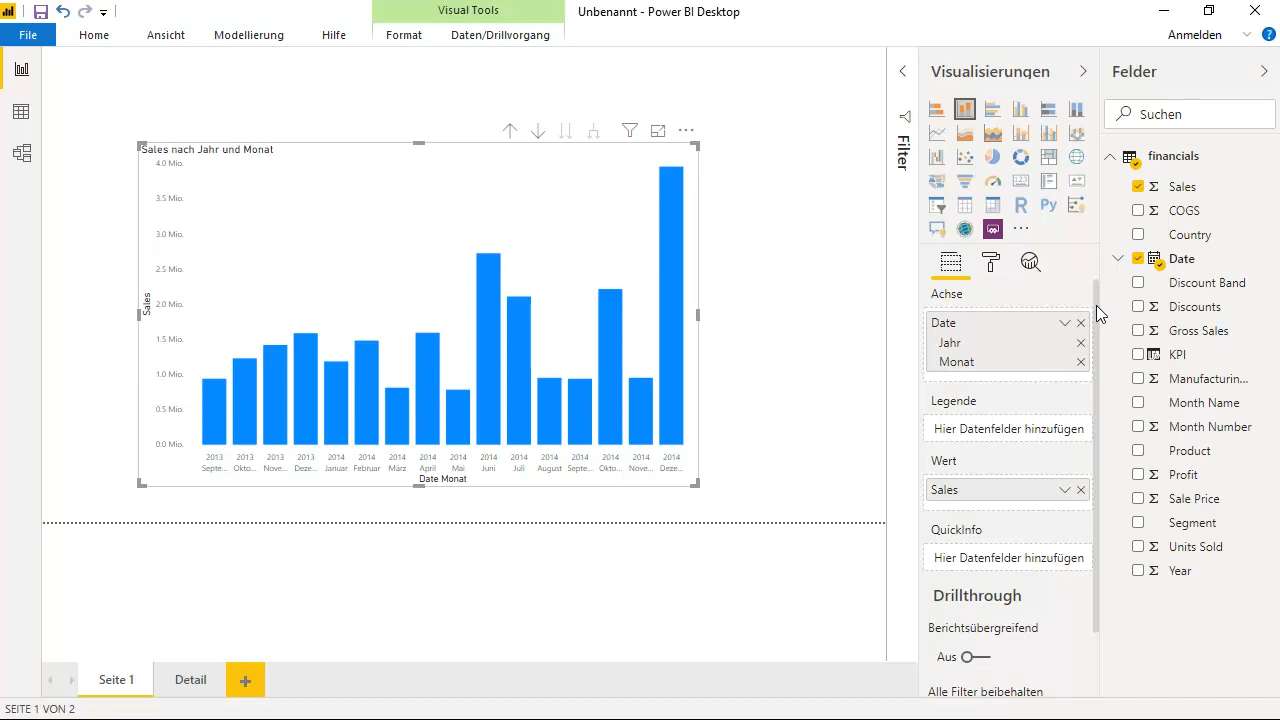 Visual Tools
Unbenannt - Power BI Desktop
File
Home
Ansicht
Modellierung
Hilfe
Format
Daten/Drillvorgang
Anmelden
Sales nach Jahr und Monat
4.0 Mio.
3.5 Mio.
3.0 Mio.
2.5 Mio.
2.0 Mio.
1.5 Mio.
1.0 Mio.
0.5 Mio.
0.0 Mio.
Sales
2013 2013 2013 2013 2014 2014 2014 2014 2014 2014 2014 2014 2014 2014 2014 2014
Septe... Okto... Nove... Deze... Januar Februar März April Mai Juni Juli August Septe... Okto... Nove... Deze...
Date Monat
Filter
Visualisierungen
123
R
Py
Achse
Date
Jahr
Monat
Legende
Hier Datenfelder hinzufügen
Wert
Sales
QuickInfo
Hier Datenfelder hinzufügen
Drillthrough
Berichtsübergreifend
Aus
Alle Filter beibehalten
Felder
Suchen
financials
Σ Sales
Σ COGS
Country
Date
Discount Band
Σ Discounts
Σ Gross Sales
KPI
Σ Manufacturin...
Month Name
Σ Month Number
Product
Σ Profit
Σ Sale Price
Segment
Σ Units Sold
Σ Year
Seite 1
Detail
+
SEITE 1 VON 2